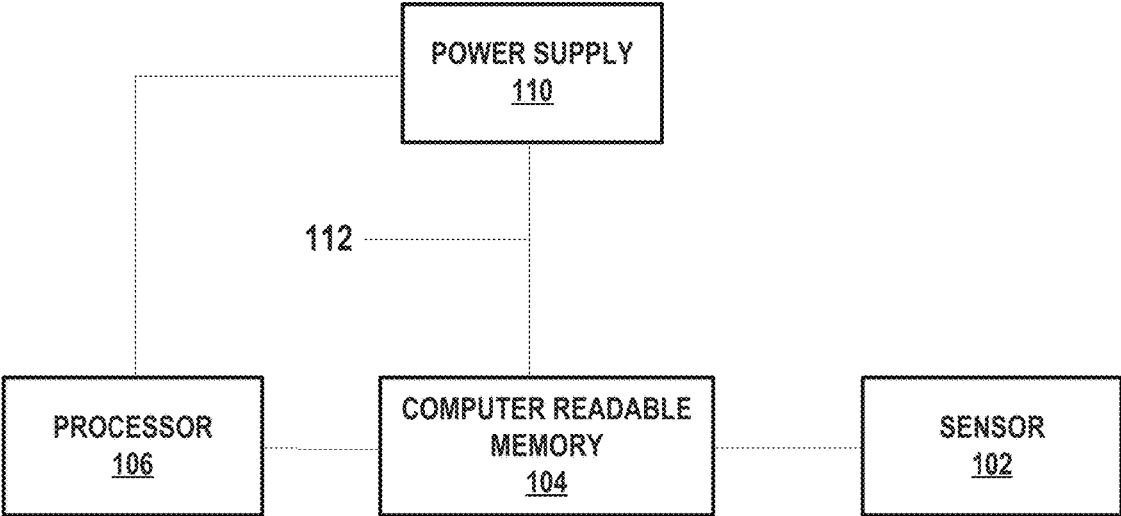 POWER SUPPLY
110
112
PROCESSOR
106
COMPUTER READABLE
MEMORY
104
SENSOR
102